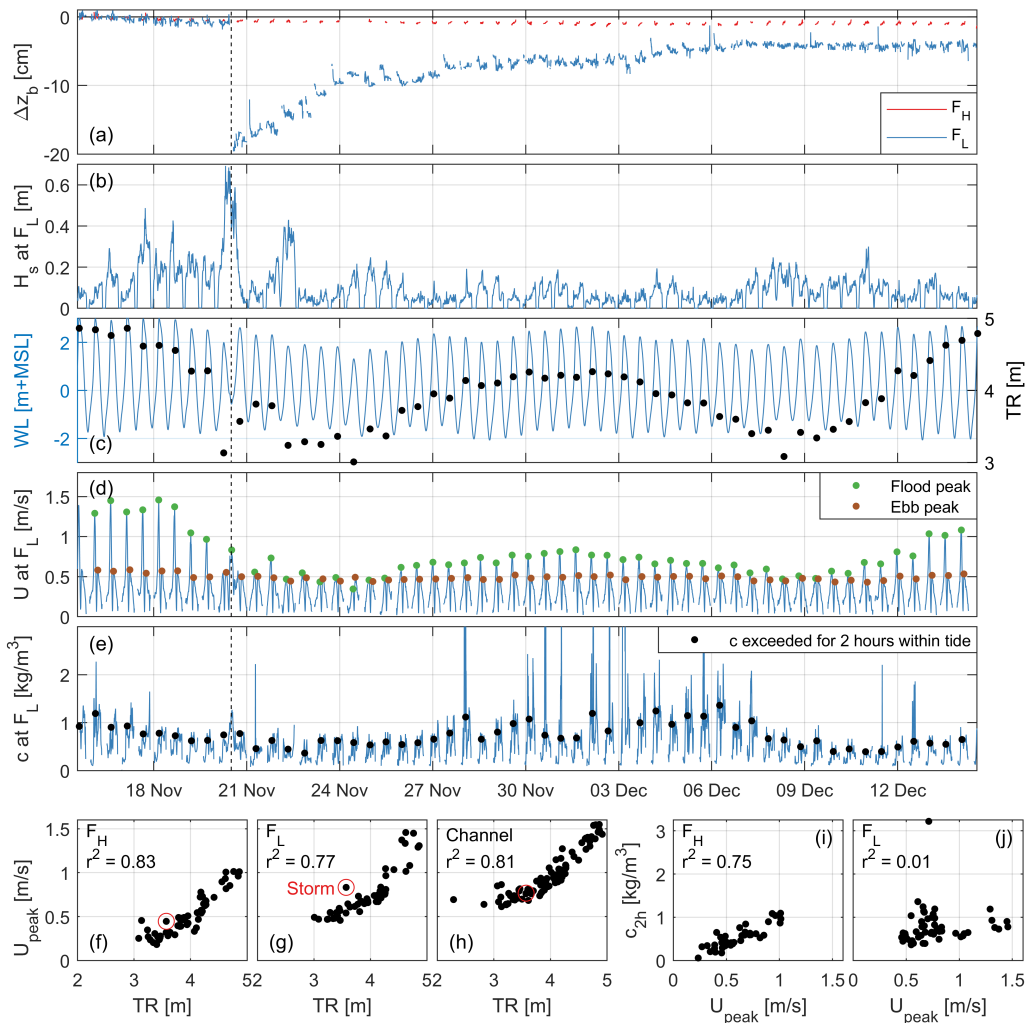 0
-10
-20
Δz_b [cm]
(a)
F_H
F_L
0.6
0.4
0.2
0
H_s at F_L [m]
(b)
2
0
-2
WL [m+MSL]
(c)
5
4
3
TR [m]
1.5
1
0.5
0
U at F_L [m/s]
(d)
Flood peak
Ebb peak
2
1
0
c at F_L [kg/m³]
(e)
c exceeded for 2 hours within tide
18 Nov 21 Nov 24 Nov 27 Nov 30 Nov 03 Dec 06 Dec 09 Dec 12 Dec
1.5
1
0.5
0
U_peak [m/s]
F_H
r² = 0.83
(f)
2 3 4 5
TR [m]
F_L
r² = 0.77
Storm
(g)
2 3 4 5
TR [m]
Channel
r² = 0.81
(h)
2 3 4 5
TR [m]
3
2
1
0
c_2h [kg/m³]
F_H
r² = 0.75
(i)
0 0.5 1 1.5
U_peak [m/s]
F_L
r² = 0.01
(j)
0 0.5 1 1.5
U_peak [m/s]